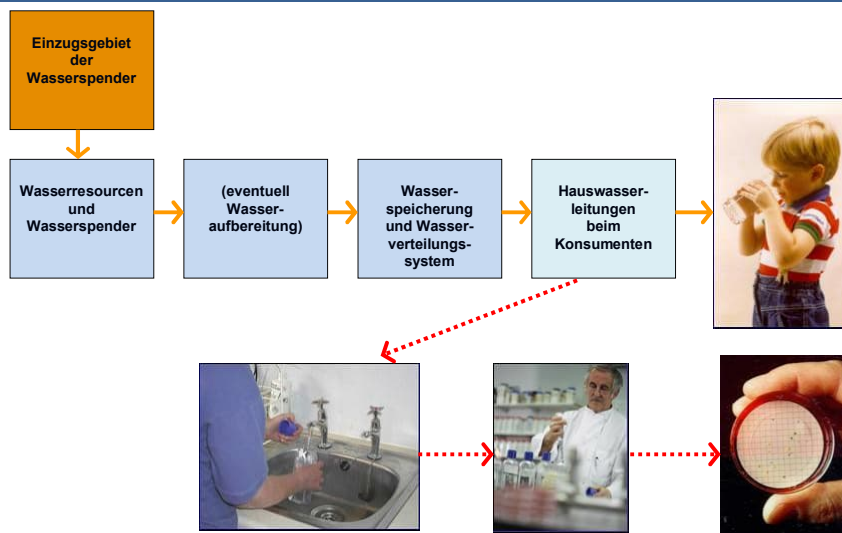 Einzugsgebiet
der
Wasserspender
Wasserresourcen
und
Wasserspender
(eventuell
Wasser-
aufbereitung)
Wasser-
speicherung
und Wasser-
verteilungs-
system
Hauswasser-
leitungen
beim
Konsumenten